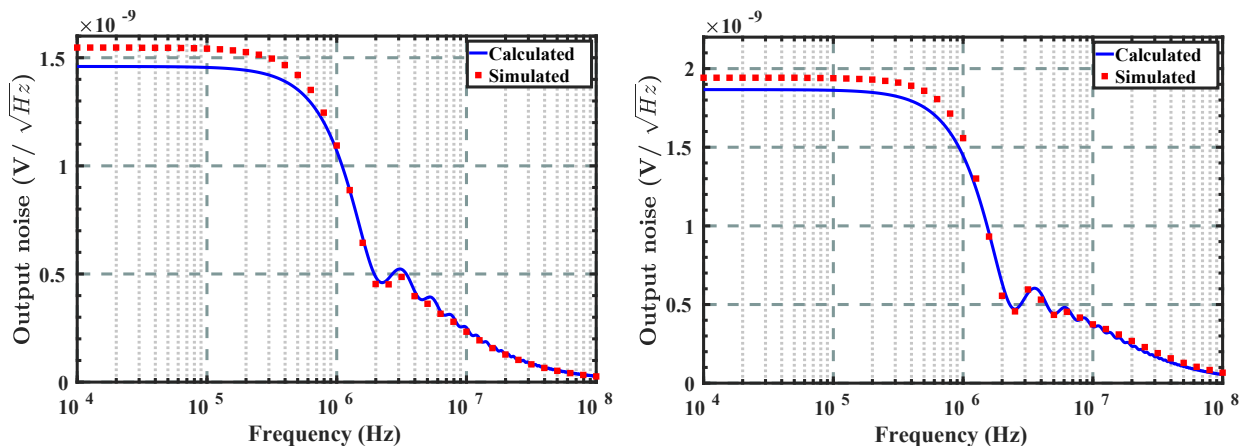 ×10 -9
1.5
1
0.5
0
Output noise (V/ √Hz)
Calculated
Simulated
10 4
10 5
10 6
10 7
10 8
Frequency (Hz)
×10 -9
2
1.5
1
0.5
0
Output noise (V/ √Hz)
Calculated
Simulated
10 4
10 5
10 6
10 7
10 8
Frequency (Hz)